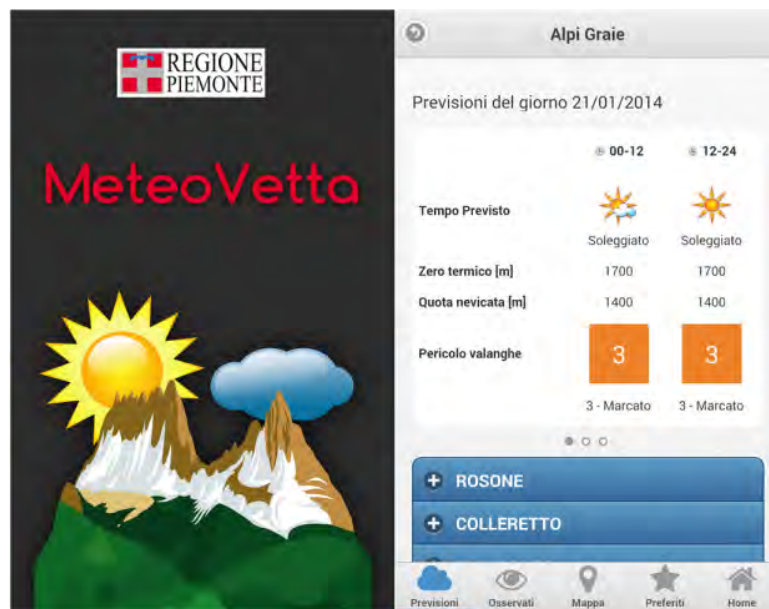 REGIONE
PIEMONTE
MeteoVetta
Alpi Graie
Previsioni del giorno 21/01/2014
00-12 12-24
Tempo Previsto
Soleggiato Soleggiato
Zero termico [m] 1700 1700
Quota nevicata [m] 1400 1400
Pericolo valanghe 3 3
3 - Marcato 3 - Marcato
ROSONE
COLLERETTO
Previsioni Osservati Mappa Preferiti Home